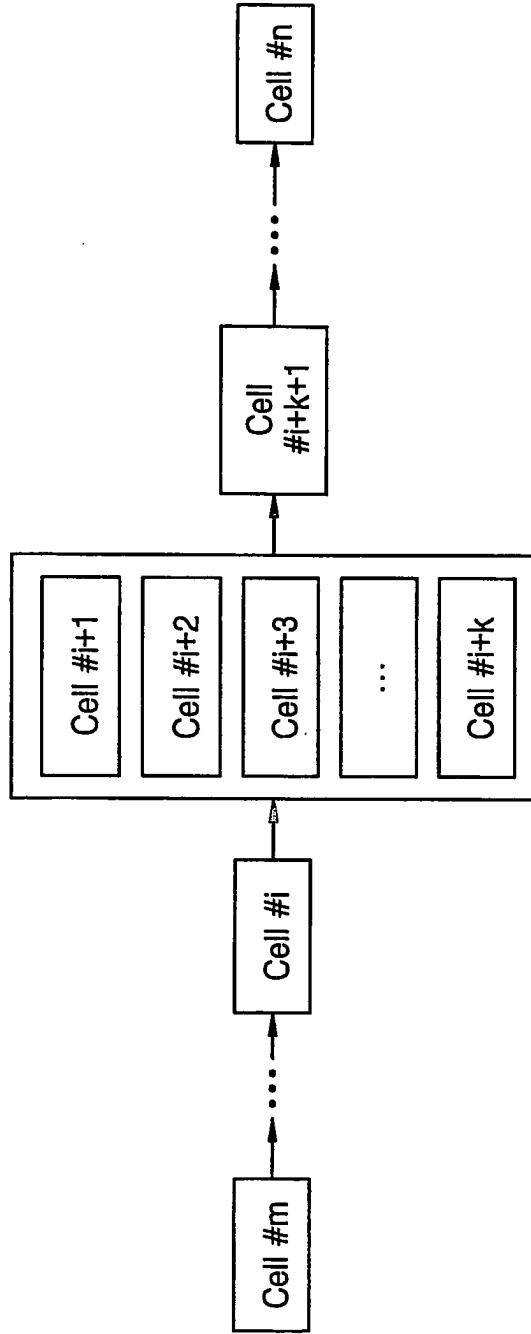 Cell #m
...
Cell #i
Cell #i+1
Cell #i+2
Cell #i+3
...
Cell #i+k
Cell
#i+k+1
...
Cell #n